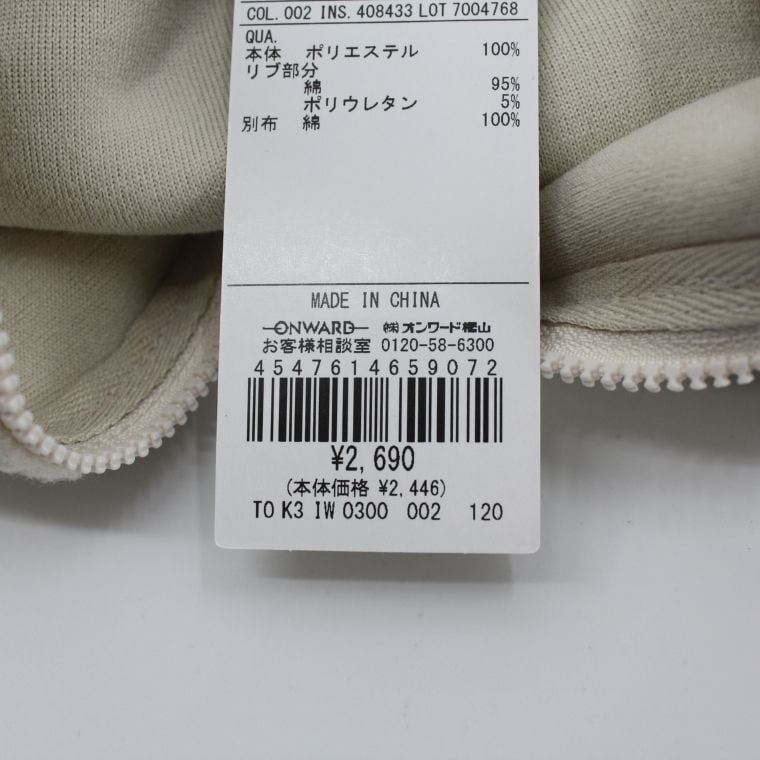 COL. 002 INS. 408433 LOT 7004768
QUA.
本体 ポリエステル 100%
リブ部分
綿 95%
ポリウレタン 5%
別布 綿 100%
MADE IN CHINA
ONWARD ㈱オンワード樫山
お客様相談室 0120-58-6300
4547614659072
¥2,690
(本体価格 ¥2,446)
TO K3 IW 0300 002 120